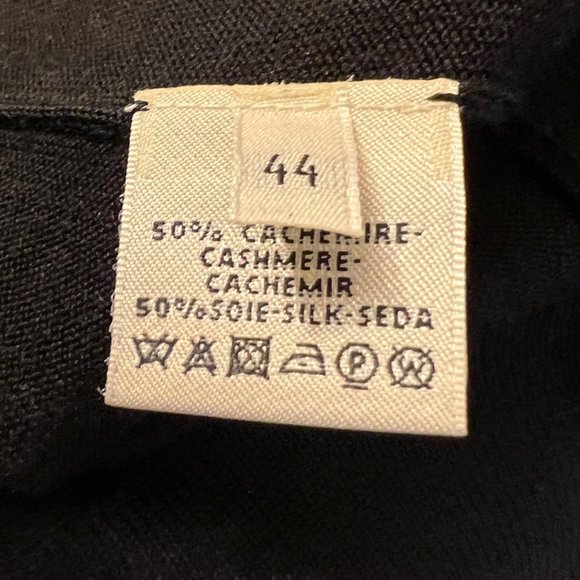 44
50% CACHEMIRE-
CASHMERE-
CACHEMIR
50% SOIE-SILK-SEDA
P W